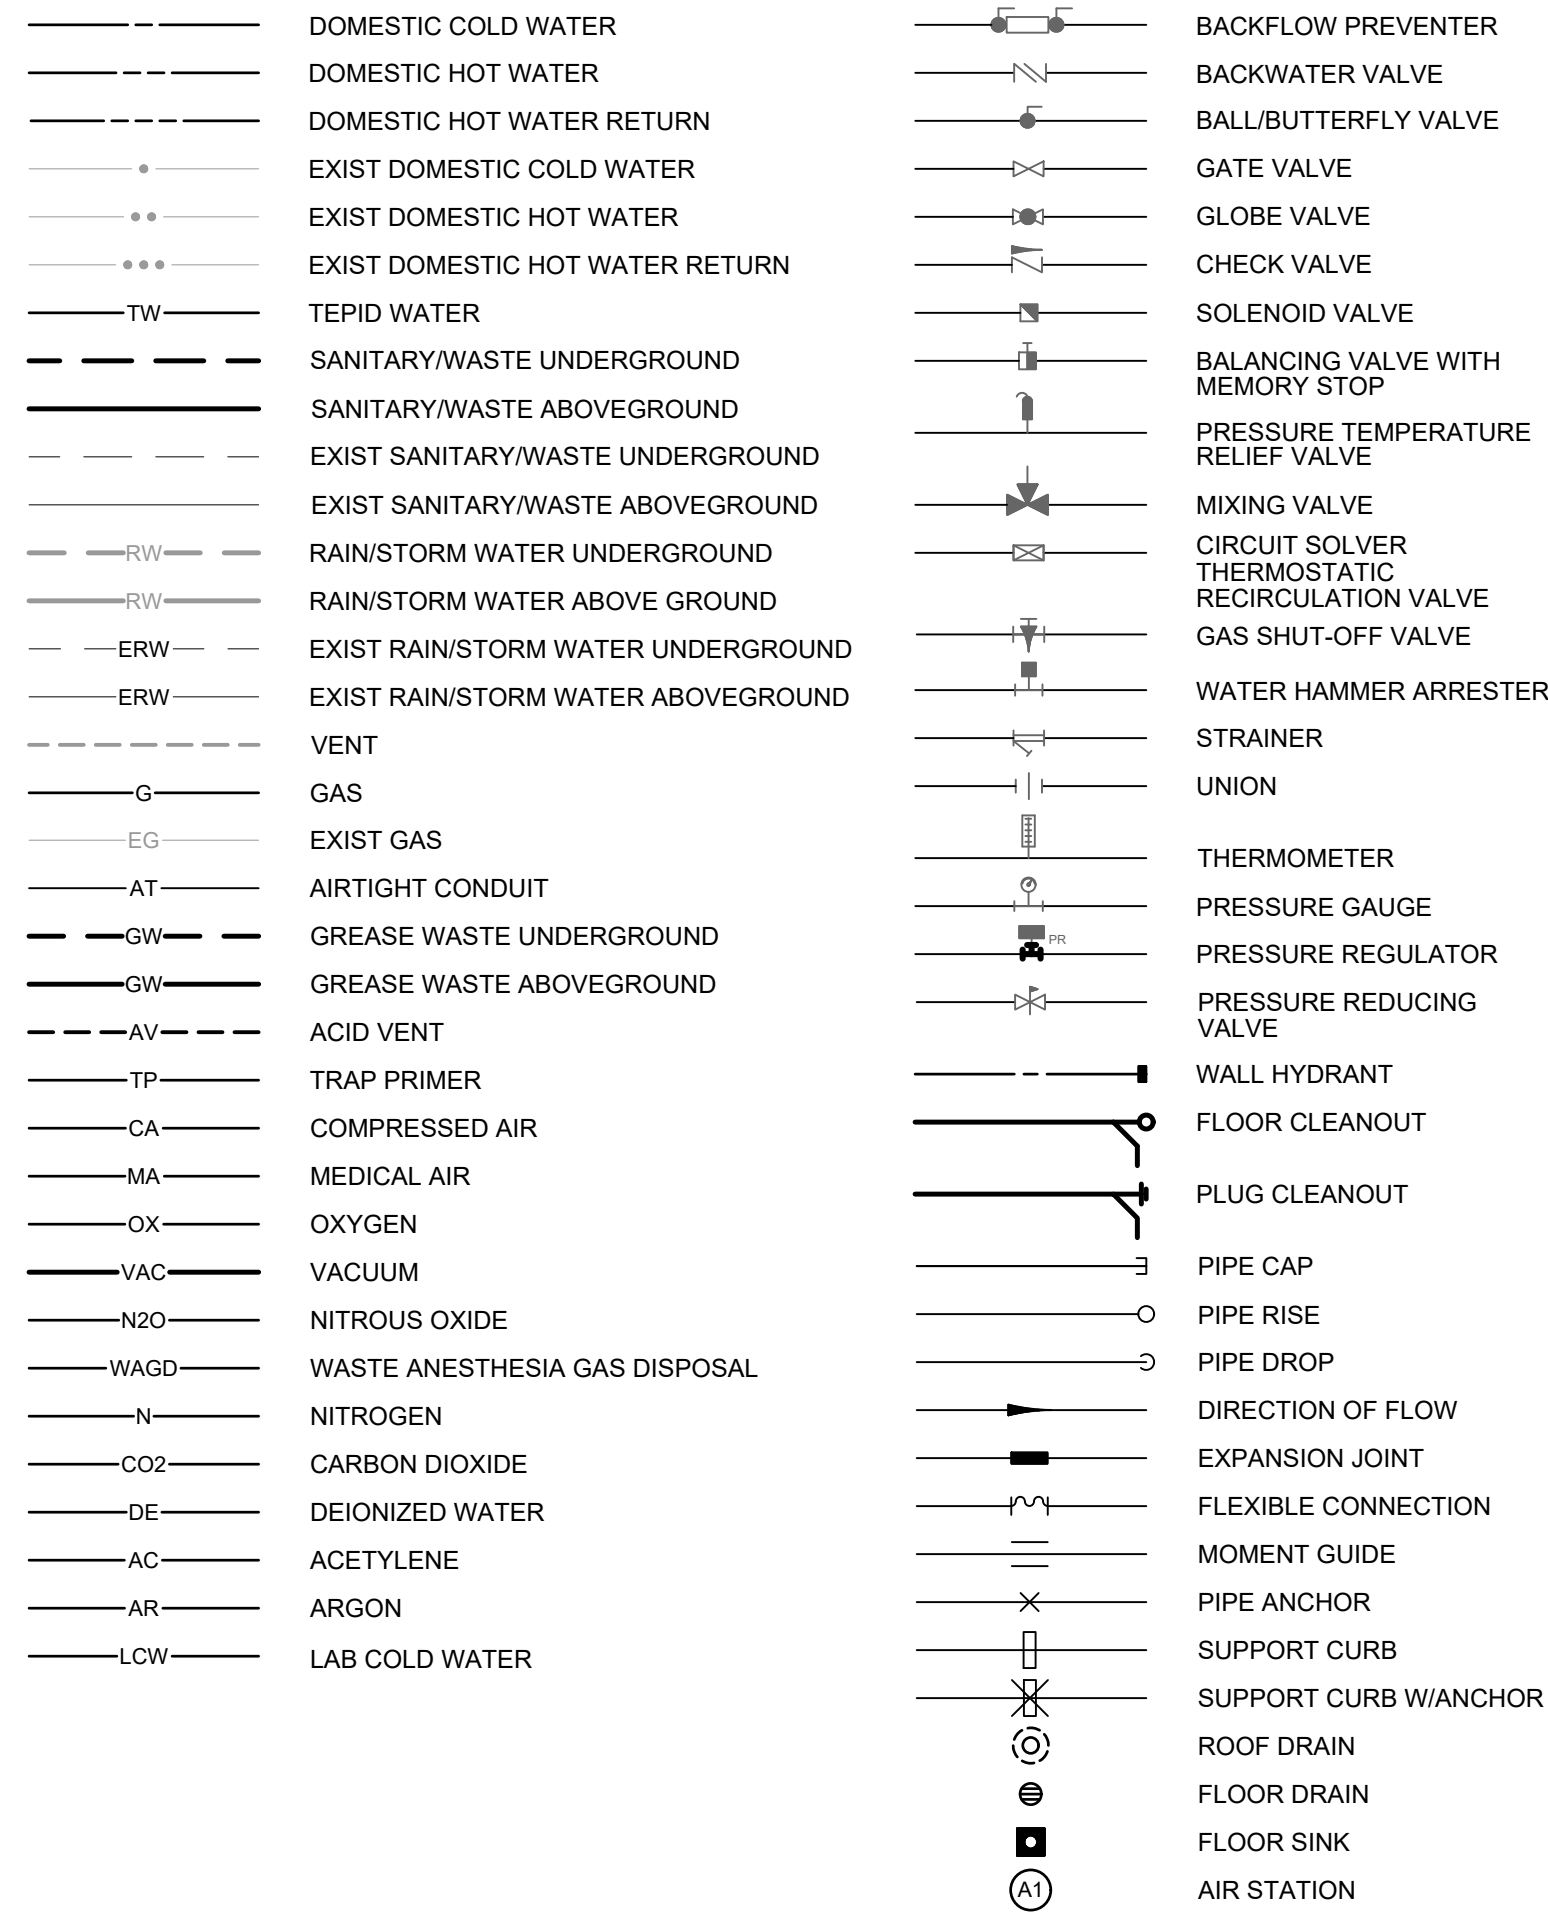 DOMESTIC COLD WATER
DOMESTIC HOT WATER
DOMESTIC HOT WATER RETURN
EXIST DOMESTIC COLD WATER
EXIST DOMESTIC HOT WATER
EXIST DOMESTIC HOT WATER RETURN
TW TEPID WATER
SANITARY/WASTE UNDERGROUND
SANITARY/WASTE ABOVEGROUND
EXIST SANITARY/WASTE UNDERGROUND
EXIST SANITARY/WASTE ABOVEGROUND
RW RAIN/STORM WATER UNDERGROUND
RW RAIN/STORM WATER ABOVE GROUND
ERW EXIST RAIN/STORM WATER UNDERGROUND
ERW EXIST RAIN/STORM WATER ABOVEGROUND
VENT
G GAS
EG EXIST GAS
AT AIRTIGHT CONDUIT
GW GREASE WASTE UNDERGROUND
GW GREASE WASTE ABOVEGROUND
AV ACID VENT
TP TRAP PRIMER
CA COMPRESSED AIR
MA MEDICAL AIR
OX OXYGEN
VAC VACUUM
N2O NITROUS OXIDE
WAGD WASTE ANESTHESIA GAS DISPOSAL
N NITROGEN
CO2 CARBON DIOXIDE
DE DEIONIZED WATER
AC ACETYLENE
AR ARGON
LCW LAB COLD WATER
BACKFLOW PREVENTER
BACKWATER VALVE
BALL/BUTTERFLY VALVE
GATE VALVE
GLOBE VALVE
CHECK VALVE
SOLENOID VALVE
BALANCING VALVE WITH
MEMORY STOP
PRESSURE TEMPERATURE
RELIEF VALVE
MIXING VALVE
CIRCUIT SOLVER
THERMOSTATIC
RECIRCULATION VALVE
GAS SHUT-OFF VALVE
WATER HAMMER ARRESTER
STRAINER
UNION
THERMOMETER
PRESSURE GAUGE
PR
PRESSURE REGULATOR
PRESSURE REDUCING
VALVE
WALL HYDRANT
FLOOR CLEANOUT
PLUG CLEANOUT
PIPE CAP
PIPE RISE
PIPE DROP
DIRECTION OF FLOW
EXPANSION JOINT
FLEXIBLE CONNECTION
MOMENT GUIDE
PIPE ANCHOR
SUPPORT CURB
SUPPORT CURB W/ANCHOR
ROOF DRAIN
FLOOR DRAIN
FLOOR SINK
A1 AIR STATION